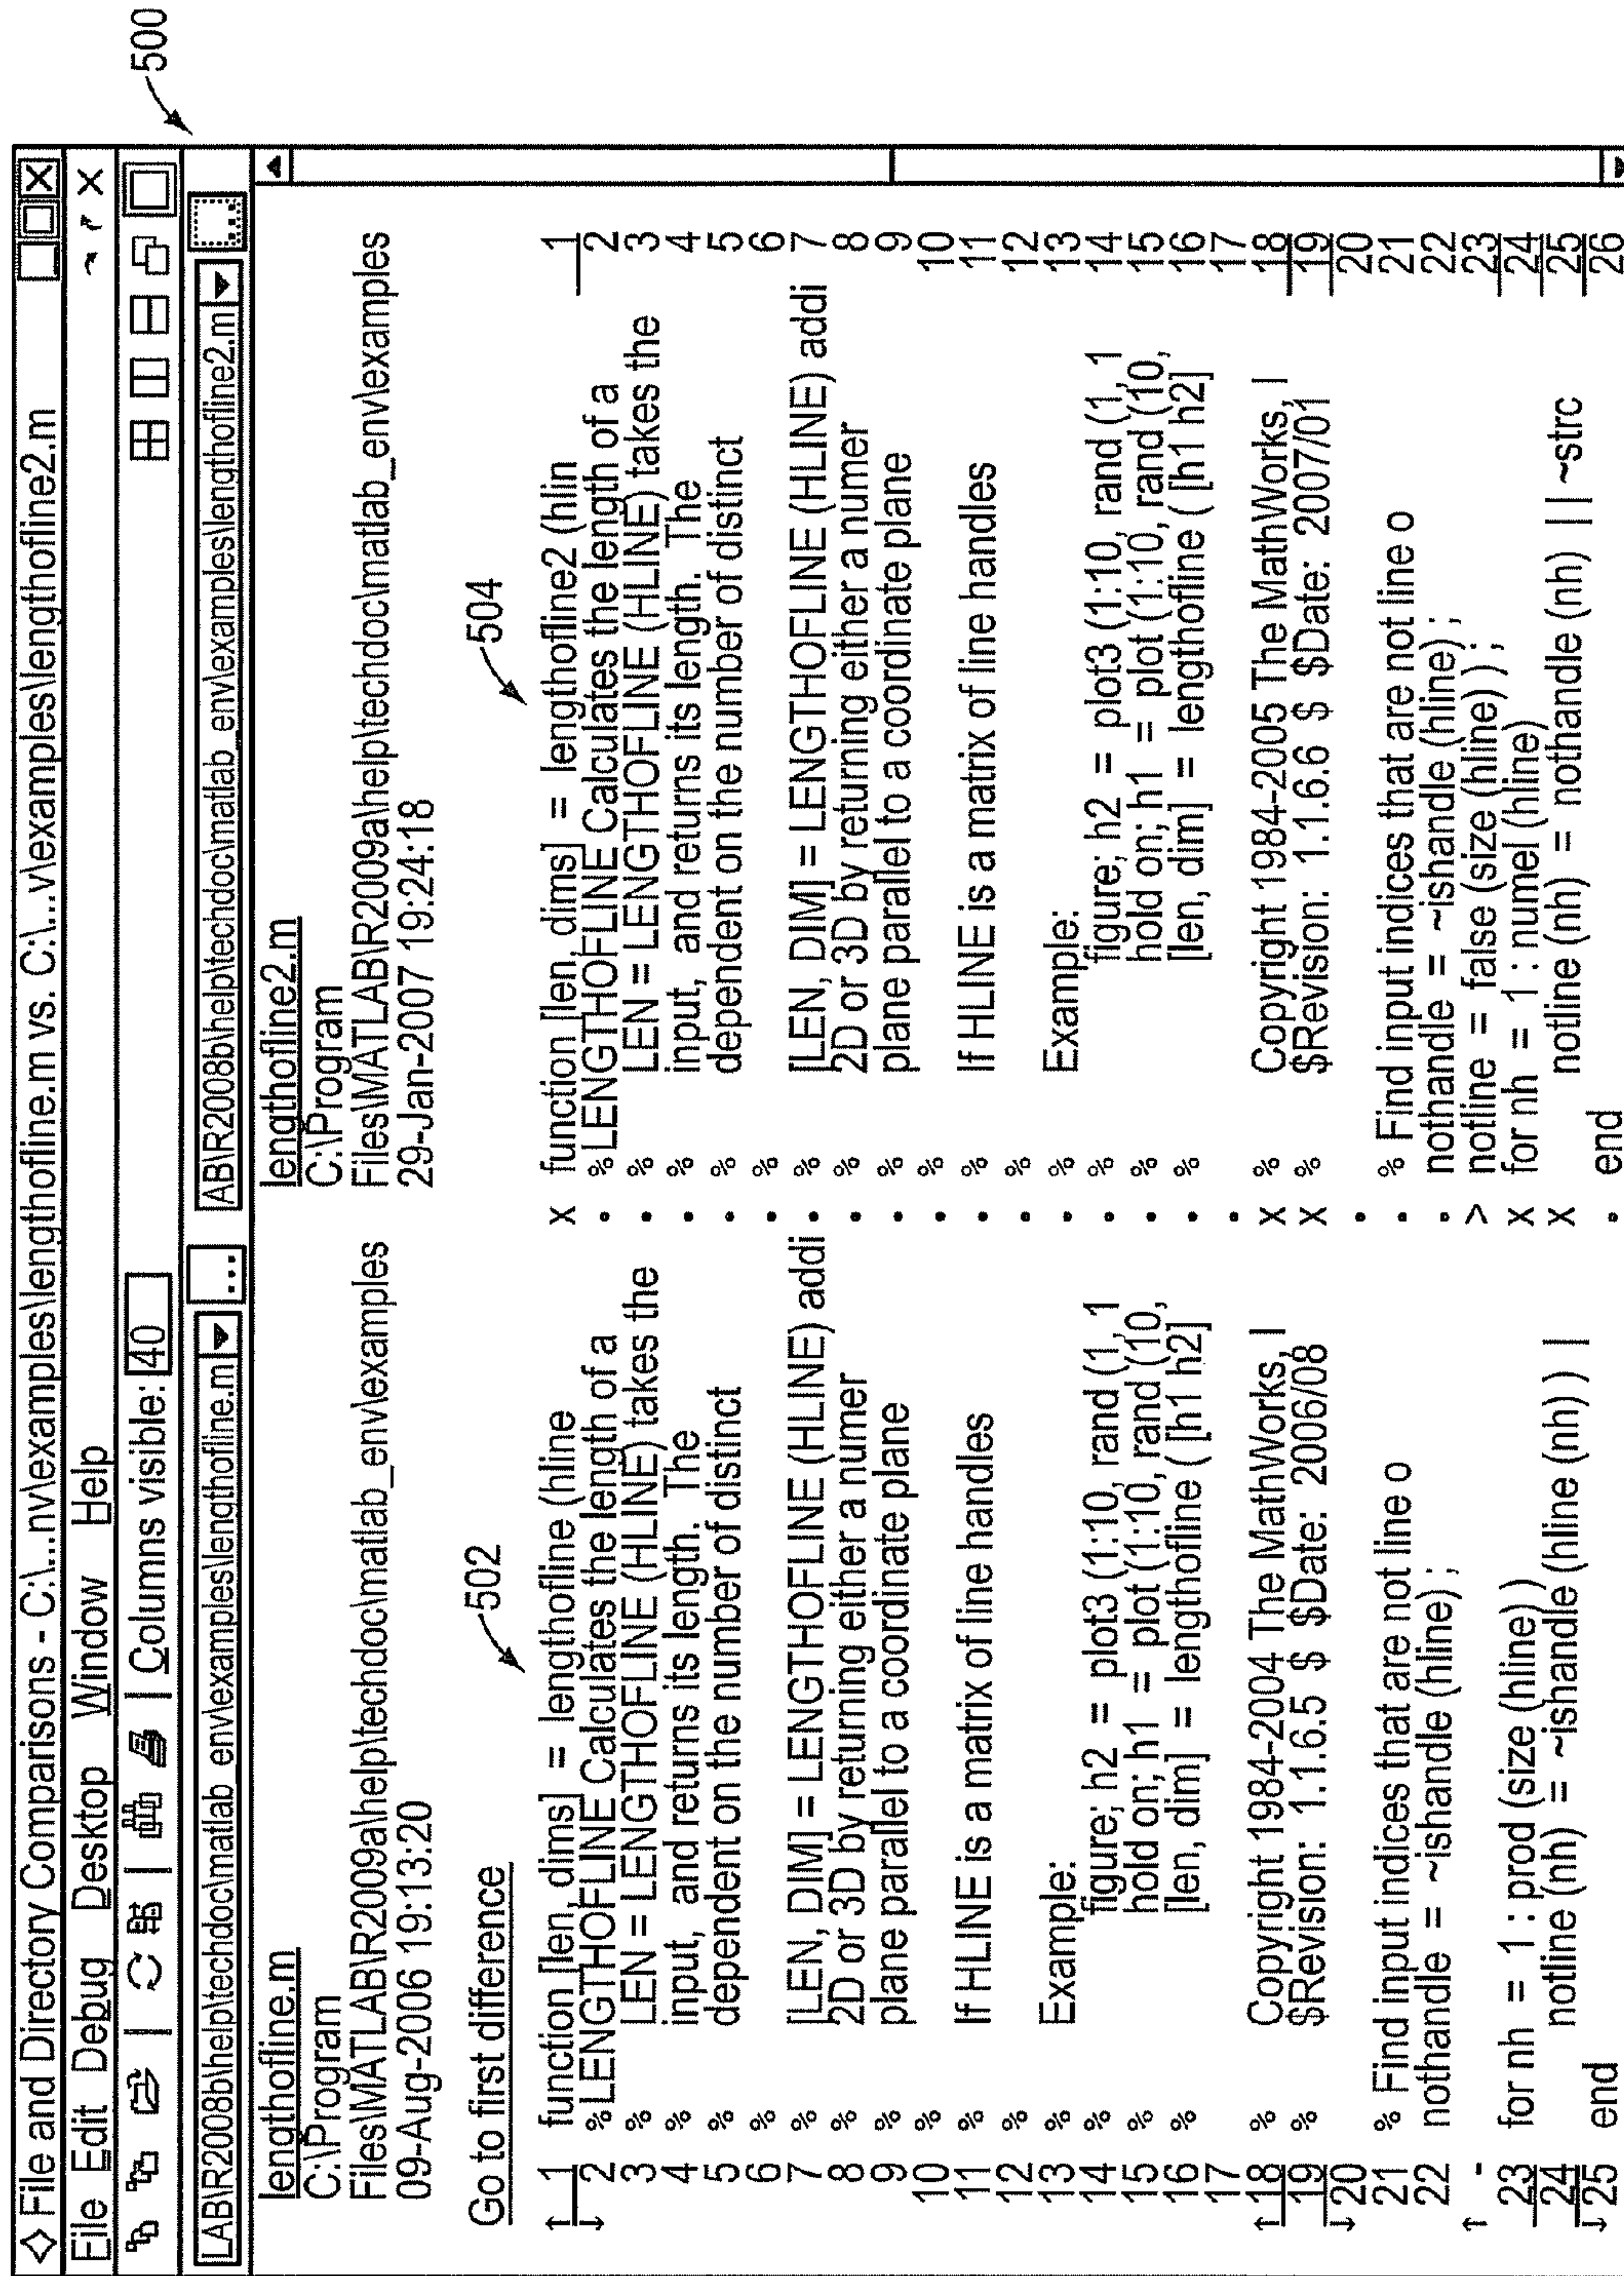 File and Directory Comparisons - C:\...nv\examples\lengthofline.m vs. C:\...v\examples\lengthofline2.m
File Edit Debug Desktop Window Help
Columns visible: 40
500
LAB\R2008b\help\techdoc\matlab_env\examples\lengthofline.m ... AB\R2008b\help\techdoc\matlab_env\examples\lengthofline2.m ...
lengthofline.m lengthofline2.m
C:\Program C:\Program
Files\MATLAB\R2009a\help\techdoc\matlab_env\examples Files\MATLAB\R2009a\help\techdoc\matlab_env\examples
09-Aug-2006 19:13:20 29-Jan-2007 19:24:18
Go to first difference 502 504
1 function [len, dims] = lengthofline (hline X function [len, dims] = lengthofline2 (hlin 1
2 % LENGTHOFLINE Calculates the length of a . % LENGTHOFLINE Calculates the length of a 2
3 % LEN = LENGTHOFLINE (HLINE) takes the . % LEN = LENGTHOFLINE (HLINE) takes the 3
4 % input, and returns its length. The . % input, and returns its length. The 4
5 % dependent on the number of distinct . % dependent on the number of distinct 5
6 % . % 6
7 % [LEN, DIM] = LENGTHOFLINE (HLINE) addi . % [LEN, DIM] = LENGTHOFLINE (HLINE) addi 7
8 % 2D or 3D by returning either a numer . % 2D or 3D by returning either a numer 8
9 % plane parallel to a coordinate plane . % plane parallel to a coordinate plane 9
10 % . % 10
11 % If HLINE is a matrix of line handles . % If HLINE is a matrix of line handles 11
12 % . % 12
13 % Example: . % Example: 13
14 % figure; h2 = plot3 (1:10, rand (1, 1 . % figure; h2 = plot3 (1:10, rand (1, 1 14
15 % hold on; h1 = plot (1:10, rand (10, . % hold on; h1 = plot (1:10, rand (10, 15
16 % [len, dim] = lengthofline ( [h1 h2] . % [len, dim] = lengthofline ( [h1 h2] 16
17 . 17
18 % Copyright 1984-2004 The MathWorks, I X % Copyright 1984-2005 The MathWorks, I 18
19 % $Revision: 1.1.6.5 $ $Date: 2006/08 X % $Revision: 1.1.6.6 $ $Date: 2007/01 19
20 . 20
21 % Find input indices that are not line o . % Find input indices that are not line o 21
22 nothandle = ~ishandle (hline) ; . nothandle = ~ishandle (hline) ; 22
- > notline = false (size (hline) ) ; 23
23 for nh = 1 : prod (size (hline) ) X for nh = 1 : numel (hline) 24
24 notline (nh) = ~ishandle (hline (nh) ) | X notline (nh) = nothandle (nh) || ~strc 25
25 end . end 26